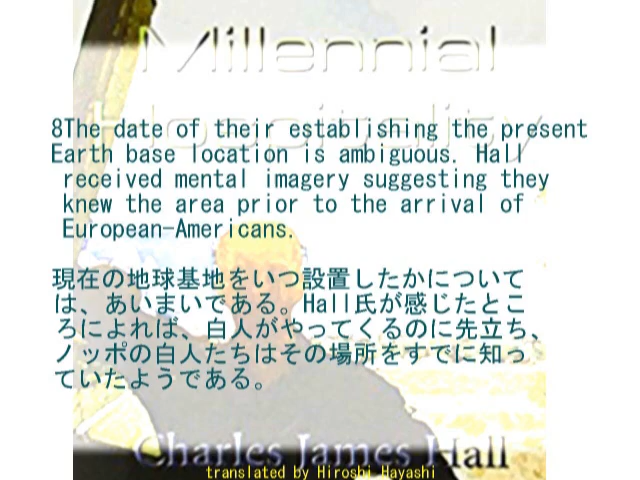 Millennial
Hospitality
8The date of their establishing the present
Earth base location is ambiguous. Hall
received mental imagery suggesting they
knew the area prior to the arrival of
European-Americans.
現在の地球基地をいつ設置したかについて
は、あいまいである。Hall氏が感じたとこ
ろによれば、白人がやってくるのに先立ち、
ノッポの白人たちはその場所をすでに知っ
ていたようである。
Charles James Hall
translated by Hiroshi Hayashi